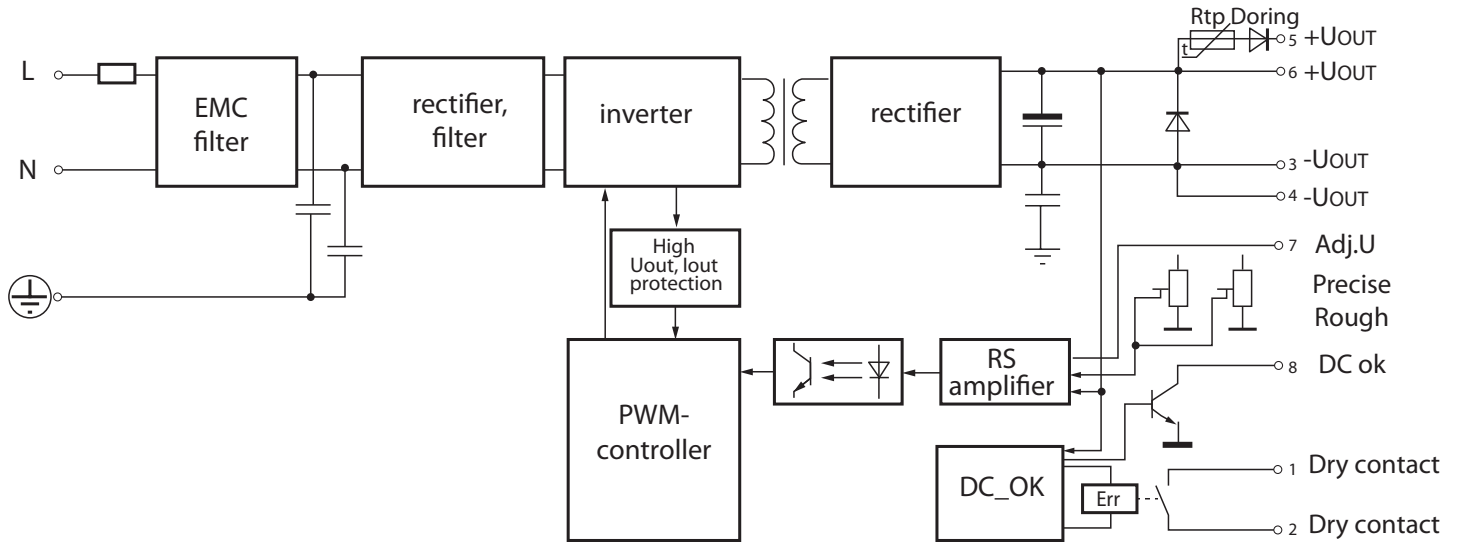 Rtp Doring
t
5 +UOUT
L
6 +UOUT
EMC
filter
rectifier,
filter
inverter
rectifier
N
3 -UOUT
4 -UOUT
High
Uout, Iout
protection
7 Adj.U
Precise
Rough
RS
amplifier
8 DC ok
PWM-
controller
DC_OK
Err
1 Dry contact
2 Dry contact